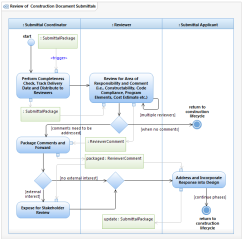 Review of Construction Document Submittals
: Submittal Coordinator
: Reviewer
: Submittal Applicant
start
: SubmittalPackage
«trigger»
Perform Completeness
Check, Track Delivery
Date and Distribute to
Reviewers
Review for Area of
Responsibility and Comment
(i.e., Constructability, Code
Compliance, Program
Elements, Cost Estimate etc.)
: SubmittalPackage
[multiple reviewers]
return to
construction
lifecycle
[comments need to be
addressed]
[when no comments]
Package Comments and
Forward
: ReviewerComment
packaged : ReviewerComment
[no external interest]
[external
interest]
Address and Incorporate
Response into Design
[continue phases]
Expose for Stakeholder
Review
update : SubmittalPackage
return to
construction
lifecycle